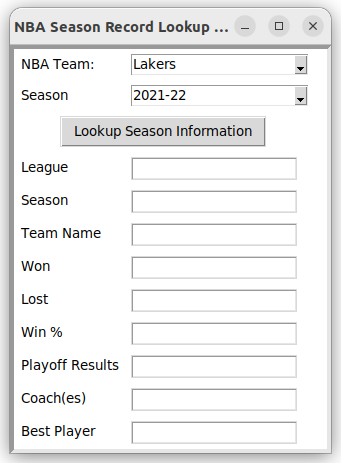 NBA Season Record Lookup ...
NBA Team: Lakers
Season 2021-22
Lookup Season Information
League
Season
Team Name
Won
Lost
Win %
Playoff Results
Coach(es)
Best Player